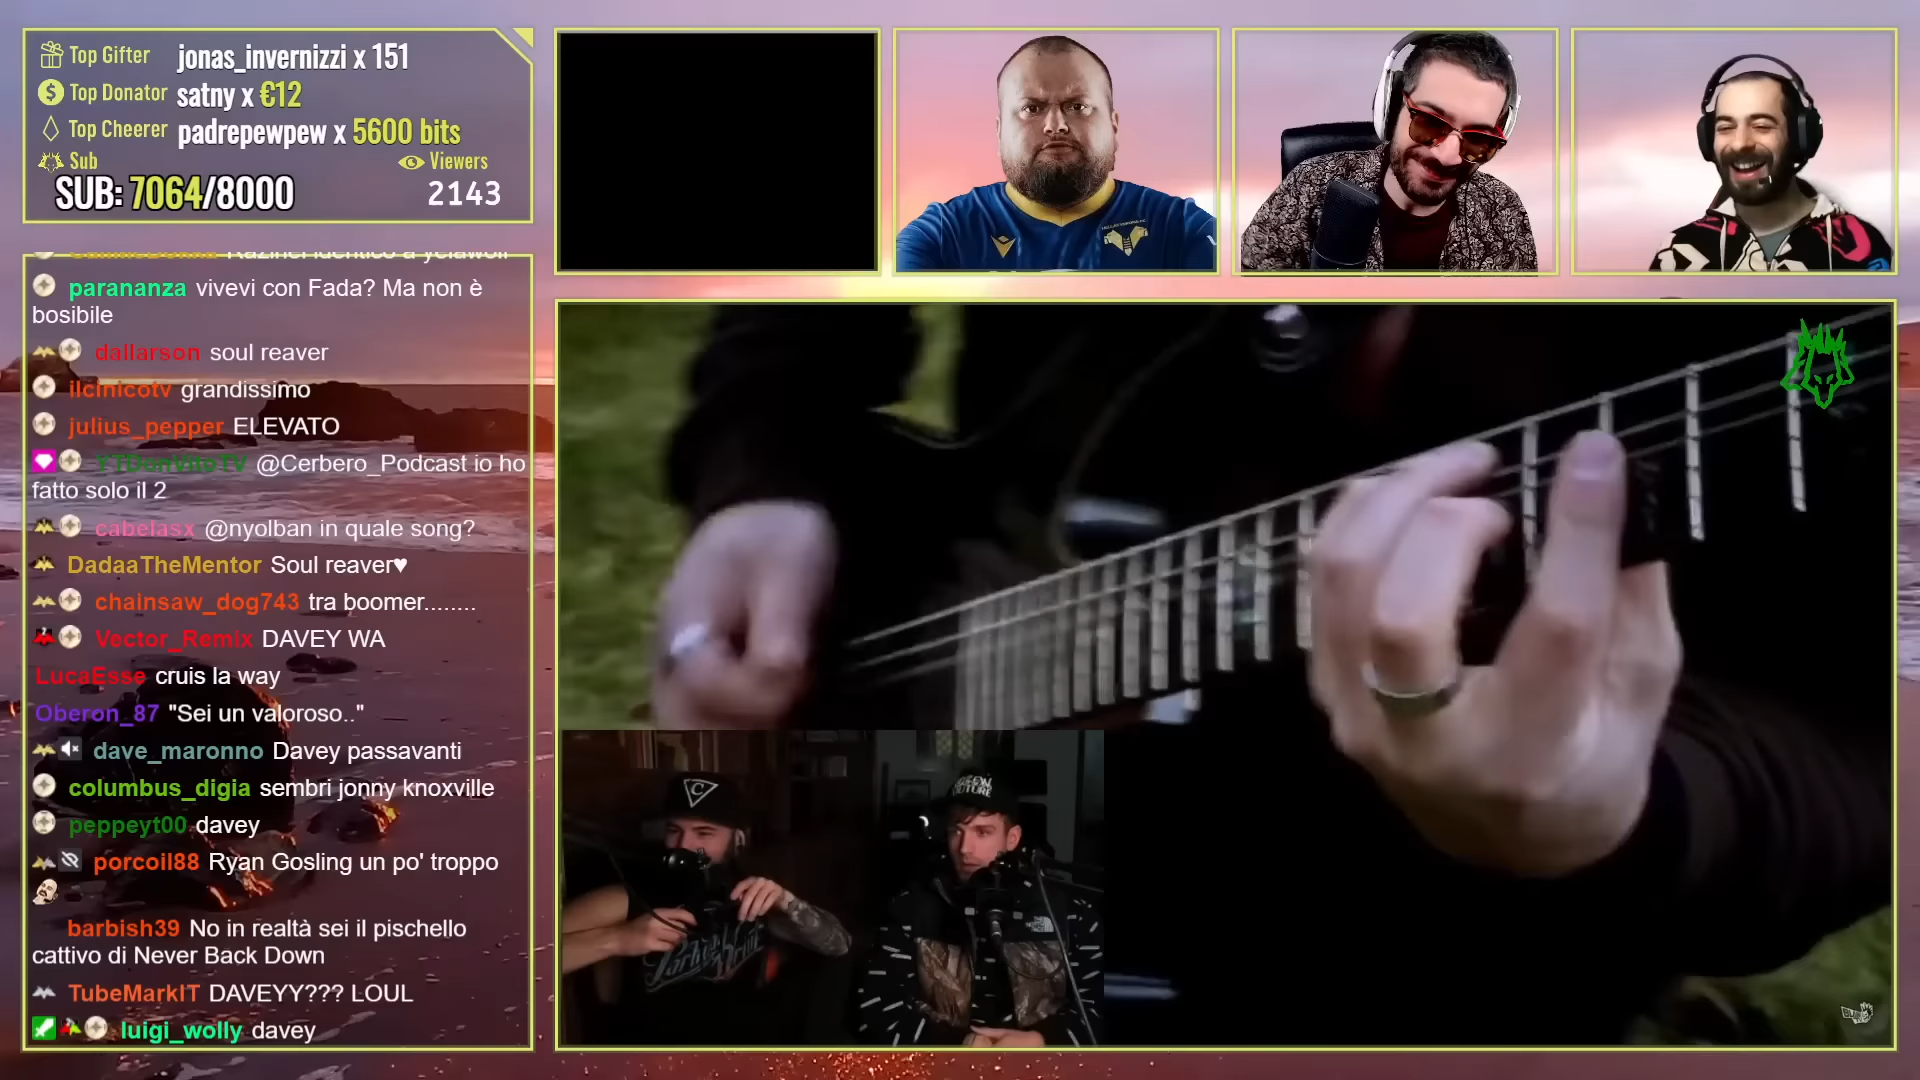 Top Gifter jonas_invernizzi x 151
Top Donator satny x €12
Top Cheerer padrepewpew x 5600 bits
Sub Viewers
SUB: 7064/8000 2143
parananza vivevi con Fada? Ma non è
bosibile
dallarson soul reaver
ilcinicotv grandissimo
julius_pepper ELEVATO
YTDonVitoTV @Cerbero_Podcast io ho
fatto solo il 2
cabelasx @nyolban in quale song?
DadaaTheMentor Soul reaver♥
chainsaw_dog743 tra boomer........
Vector_Remix DAVEY WA
LucaEsse cruis la way
Oberon_87 "Sei un valoroso.."
dave_maronno Davey passavanti
columbus_digia sembri jonny knoxville
peppeyt00 davey
porcoil88 Ryan Gosling un po' troppo
barbish39 No in realtà sei il pischello
cattivo di Never Back Down
TubeMarkIT DAVEYY??? LOUL
luigi_wolly davey